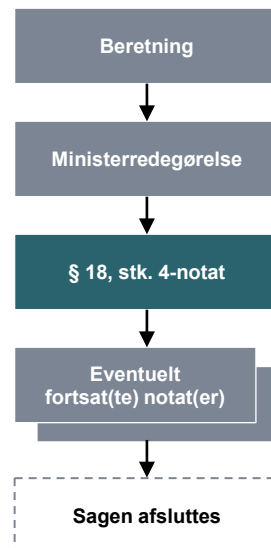 Beretning
Ministerredegørelse
§ 18, stk. 4-notat
Eventuelt
fortsat(te) notat(er)
Sagen afsluttes